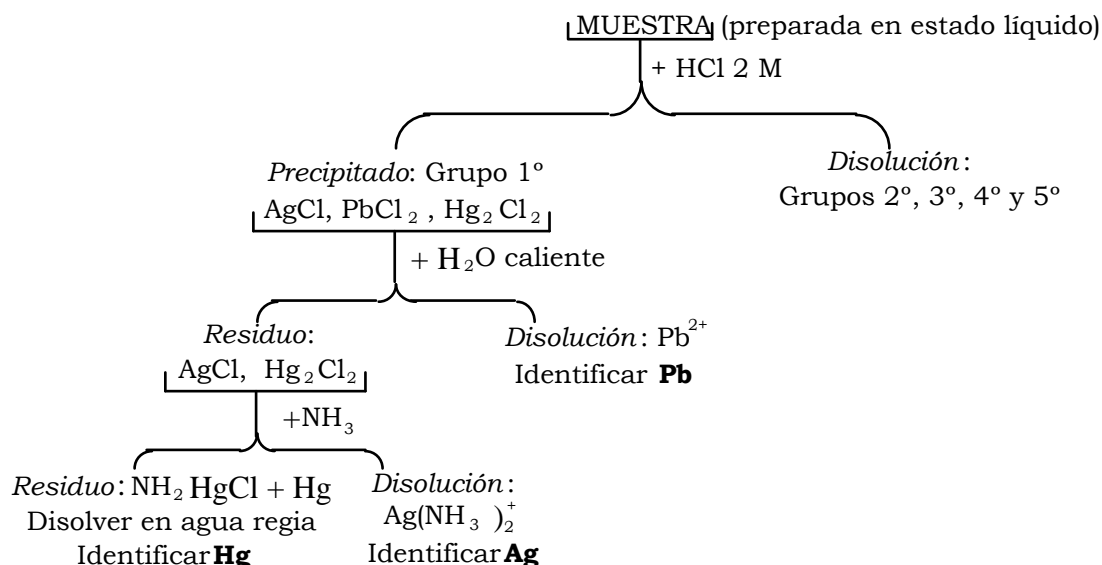 MUESTRA (preparada en estado líquido)
+ HCl 2 M
Precipitado: Grupo 1º
AgCl, PbCl₂ , Hg₂Cl₂
Disolución:
Grupos 2º, 3º, 4º y 5º
+ H₂O caliente
Residuo:
AgCl, Hg₂Cl₂
Disolución: Pb²⁺
Identificar Pb
+NH₃
Residuo: NH₂HgCl + Hg
Disolver en agua regia
Identificar Hg
Disolución:
Ag(NH₃)₂⁺
Identificar Ag